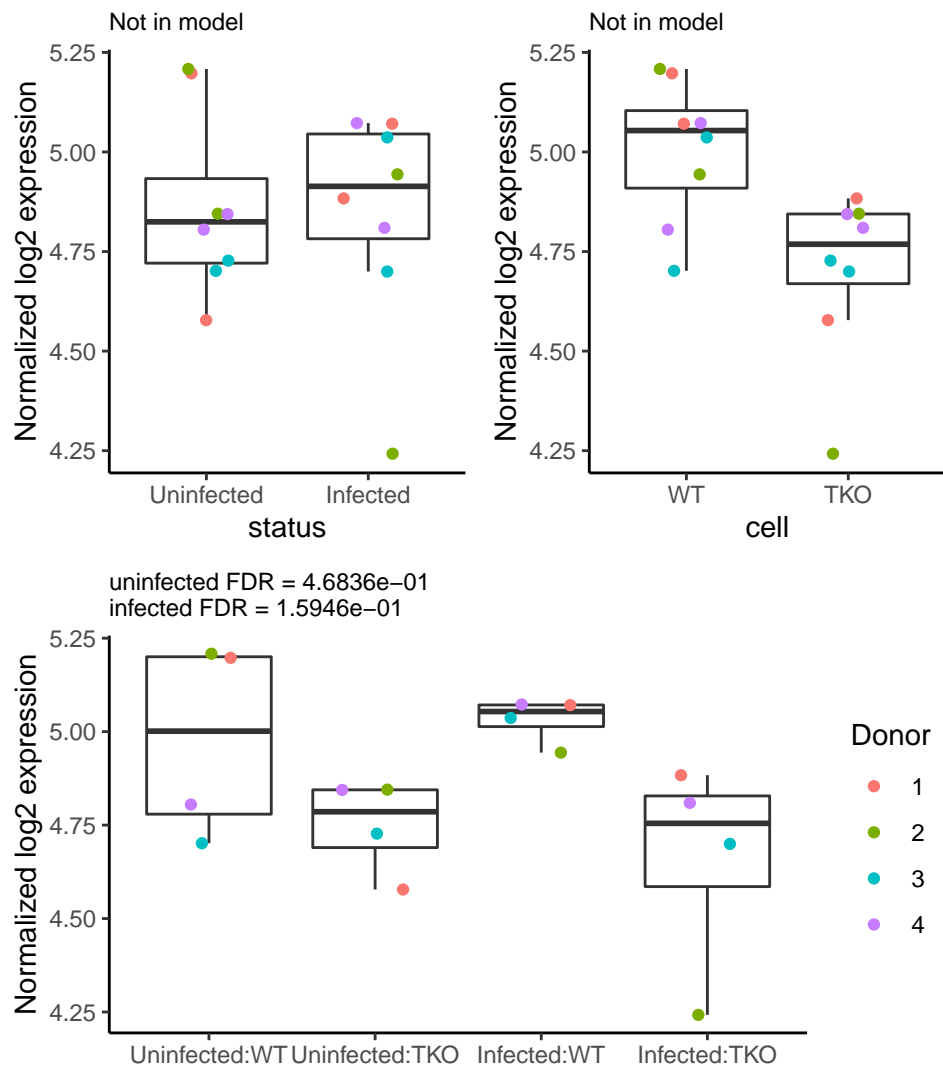 Not in model
Normalized log2 expression
5.25
5.00
4.75
4.50
4.25
Uninfected
Infected
status
Not in model
Normalized log2 expression
5.25
5.00
4.75
4.50
4.25
WT
TKO
cell
uninfected FDR = 4.6836e−01
infected FDR = 1.5946e−01
Normalized log2 expression
5.25
5.00
4.75
4.50
4.25
Uninfected:WT
Uninfected:TKO
Infected:WT
Infected:TKO
Donor
1
2
3
4